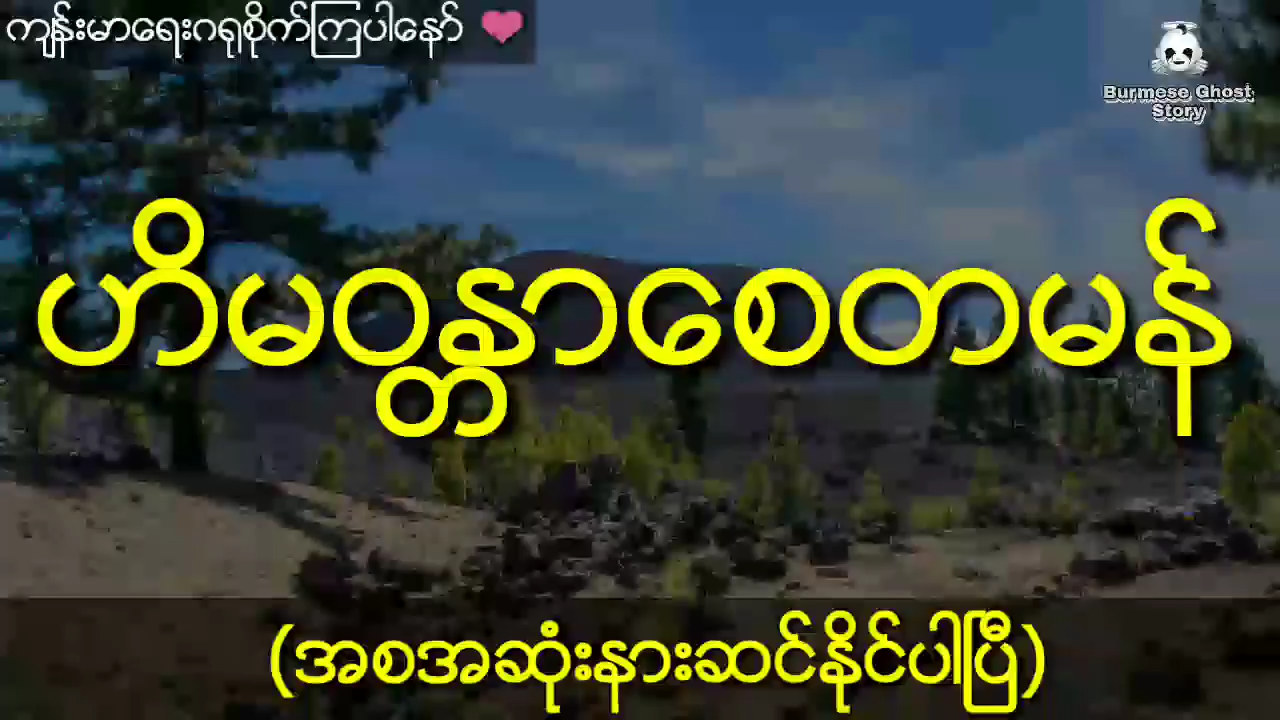 ကျန်းမာရေးဂရုစိုက်ကြပါနော် ❤
Burmese Ghost
Story
ဟိမဝန္တာစေတမန်
(အစအဆုံးနားဆင်နိုင်ပါပြီ)